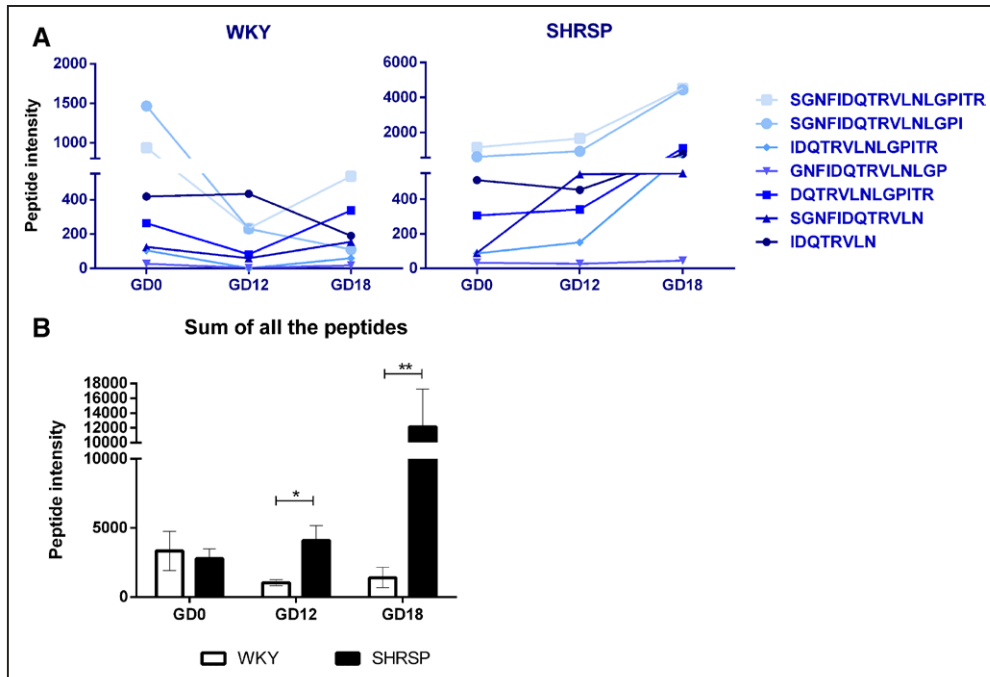 A
WKY
SHRSP
Peptide intensity
2000
1500
1000
400
200
0
GD0
GD12
GD18
6000
4000
2000
400
200
0
GD0
GD12
GD18
SGNFIDQTRVLNLGPITR
SGNFIDQTRVLNLGPI
IDQTRVLNLGPITR
GNFIDQTRVLNLGP
DQTRVLNLGPITR
SGNFIDQTRVLN
IDQTRVLN
B
Sum of all the peptides
Peptide intensity
18000
16000
14000
12000
10000
10000
5000
0
*
**
GD0
GD12
GD18
WKY
SHRSP